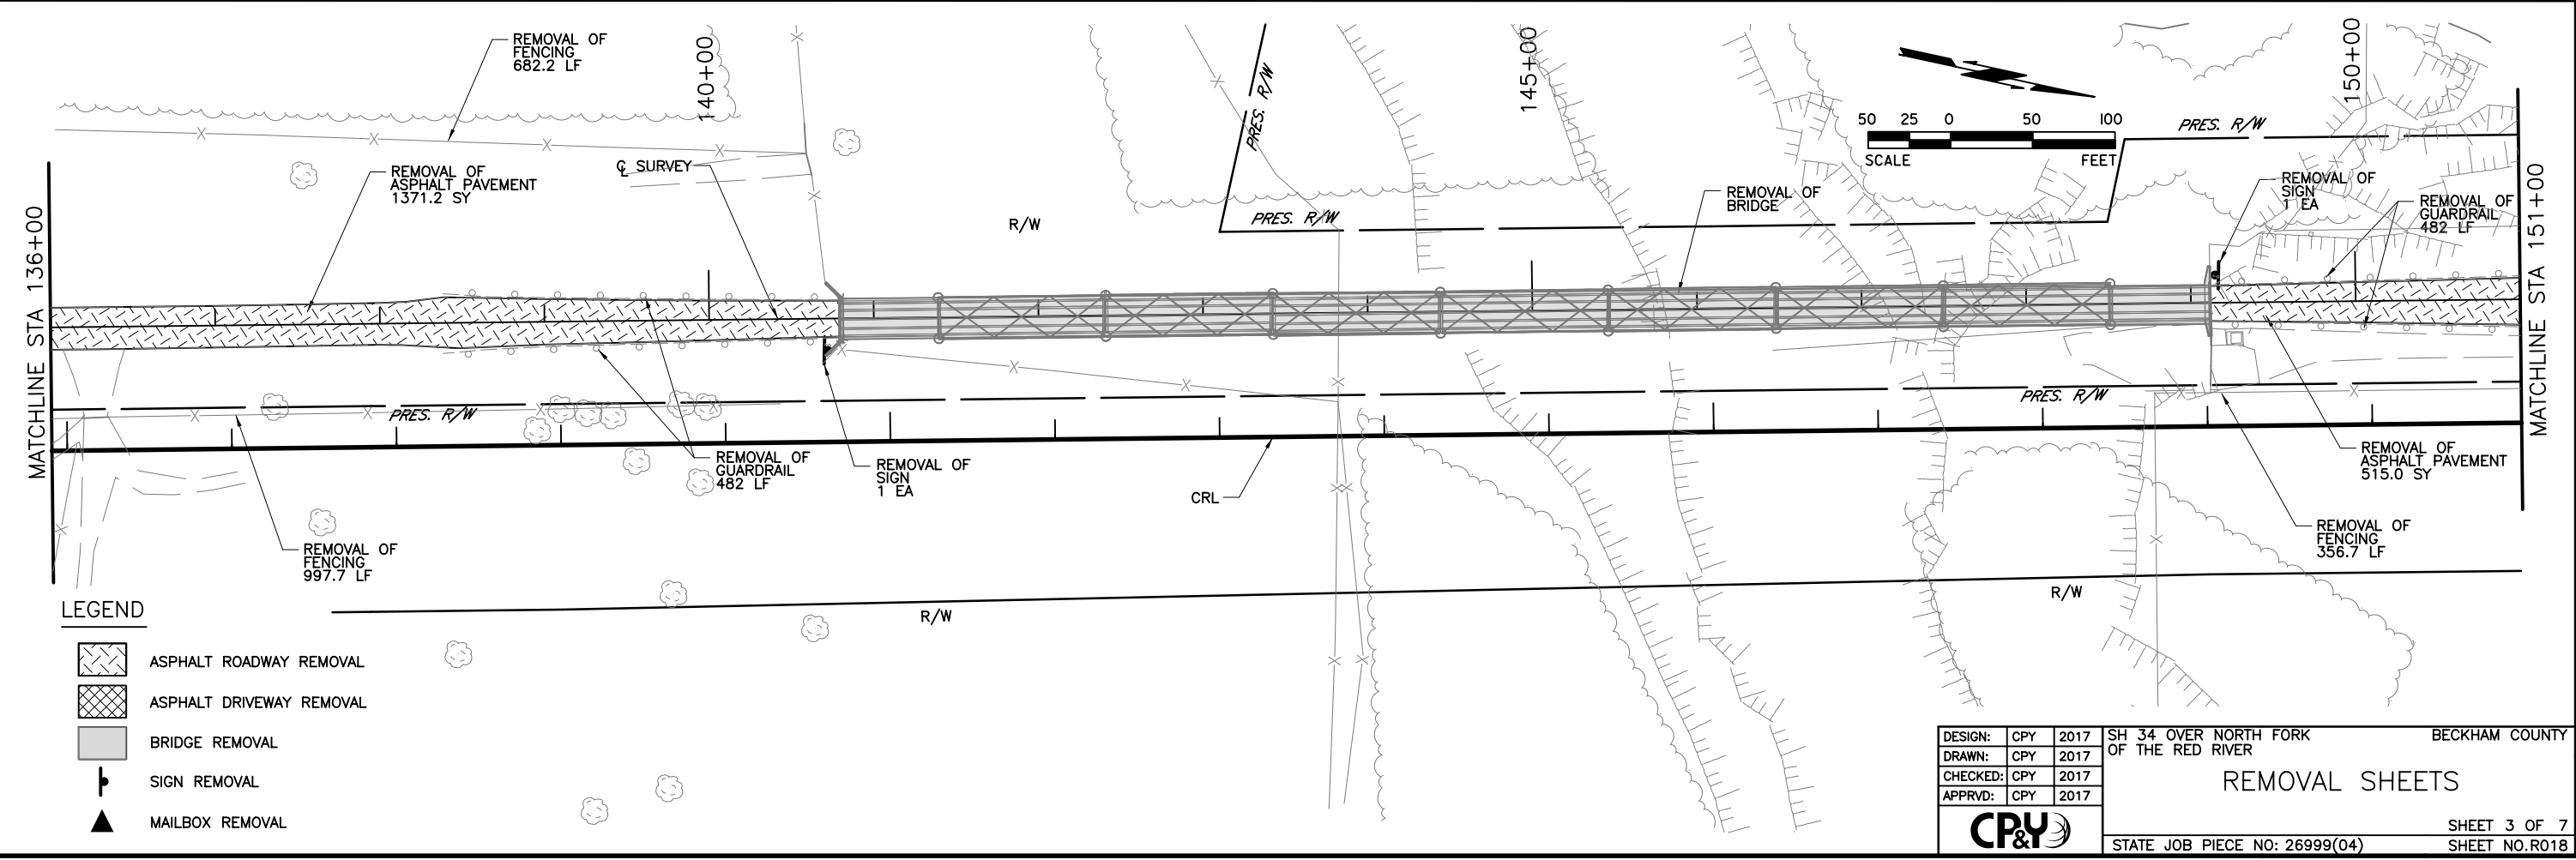 REMOVAL OF
FENCING
682.2 LF
140+00
145+00
150+00
PRES. R/W
50 25 0 50 100
SCALE FEET
PRES. R/W
REMOVAL OF
ASPHALT PAVEMENT
1371.2 SY
℄ SURVEY
R/W
PRES. R/W
REMOVAL OF
BRIDGE
REMOVAL OF
SIGN
1 EA
REMOVAL OF
GUARDRAIL
482 LF
MATCHLINE STA 136+00
MATCHLINE STA 151+00
PRES. R/W
PRES. R/W
REMOVAL OF
GUARDRAIL
482 LF
REMOVAL OF
SIGN
1 EA
CRL
REMOVAL OF
ASPHALT PAVEMENT
515.0 SY
REMOVAL OF
FENCING
356.7 LF
REMOVAL OF
FENCING
997.7 LF
R/W
R/W
LEGEND
ASPHALT ROADWAY REMOVAL
ASPHALT DRIVEWAY REMOVAL
BRIDGE REMOVAL
SIGN REMOVAL
MAILBOX REMOVAL
DESIGN: CPY 2017
DRAWN: CPY 2017
CHECKED: CPY 2017
APPRVD: CPY 2017
CP&Y
SH 34 OVER NORTH FORK BECKHAM COUNTY
OF THE RED RIVER
REMOVAL SHEETS
SHEET 3 OF 7
STATE JOB PIECE NO: 26999(04) SHEET NO.R018